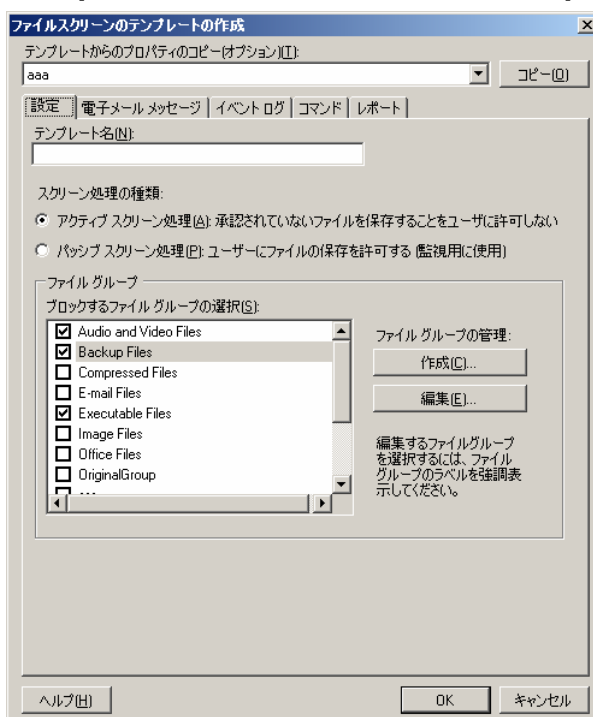 ファイルスクリーンのテンプレートの作成
テンプレートからのプロパティのコピー(オプション)(T):
aaa
コピー(O)
設定
電子メール メッセージ
イベントログ
コマンド
レポート
テンプレート名(N):
スクリーン処理の種類:
アクティブ スクリーン処理(A): 承認されていないファイルを保存することをユーザに許可しない
パッシブ スクリーン処理(P): ユーザーにファイルの保存を許可する (監視用に使用)
ファイル グループ
ブロックするファイル グループの選択(S):
Audio and Video Files
Backup Files
Compressed Files
E-mail Files
Executable Files
Image Files
Office Files
OriginalGroup
ファイル グループの管理:
作成(C)...
編集(E)...
編集するファイルグループ
を選択するには、ファイル
グループのラベルを強調表
示してください。
ヘルプ(H)
OK
キャンセル